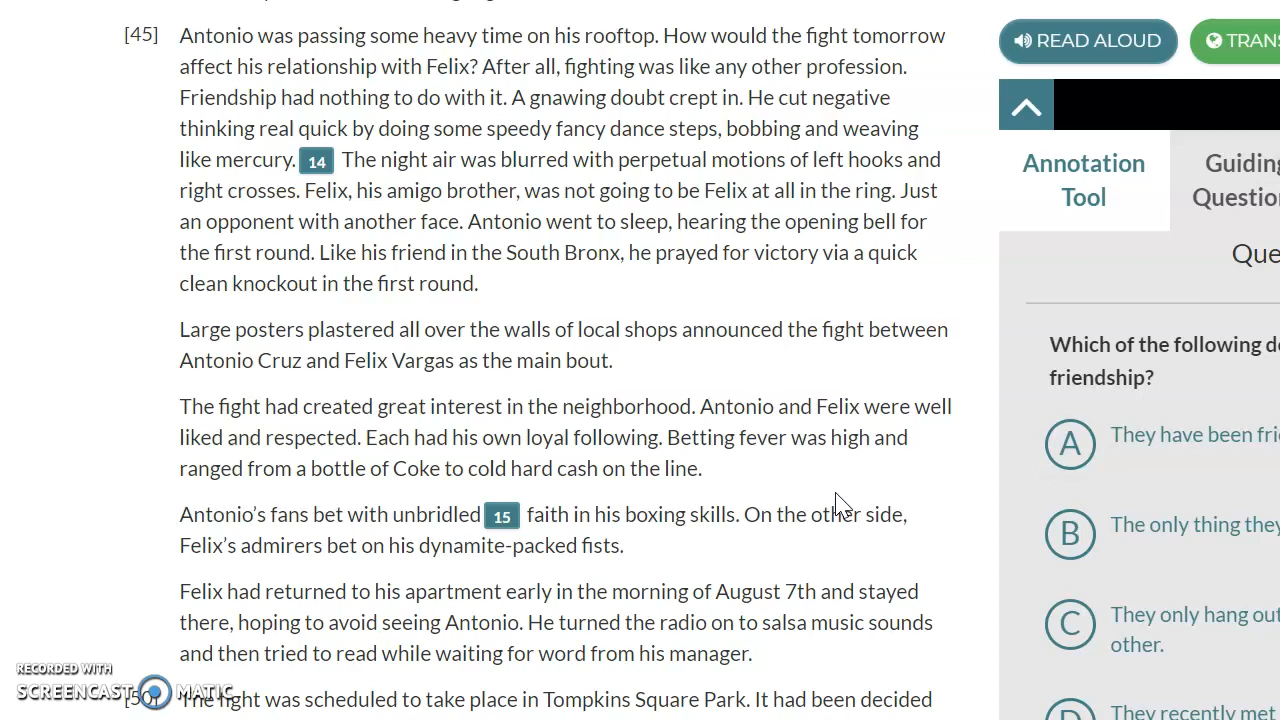 [45] Antonio was passing some heavy time on his rooftop. How would the fight tomorrow
affect his relationship with Felix? After all, fighting was like any other profession.
Friendship had nothing to do with it. A gnawing doubt crept in. He cut negative
thinking real quick by doing some speedy fancy dance steps, bobbing and weaving
like mercury. 14 The night air was blurred with perpetual motions of left hooks and
right crosses. Felix, his amigo brother, was not going to be Felix at all in the ring. Just
an opponent with another face. Antonio went to sleep, hearing the opening bell for
the first round. Like his friend in the South Bronx, he prayed for victory via a quick
clean knockout in the first round.
Large posters plastered all over the walls of local shops announced the fight between
Antonio Cruz and Felix Vargas as the main bout.
The fight had created great interest in the neighborhood. Antonio and Felix were well
liked and respected. Each had his own loyal following. Betting fever was high and
ranged from a bottle of Coke to cold hard cash on the line.
Antonio's fans bet with unbridled 15 faith in his boxing skills. On the other side,
Felix's admirers bet on his dynamite-packed fists.
Felix had returned to his apartment early in the morning of August 7th and stayed
there, hoping to avoid seeing Antonio. He turned the radio on to salsa music sounds
and then tried to read while waiting for word from his manager.
[50] The fight was scheduled to take place in Tompkins Square Park. It had been decided
READ ALOUD
TRANS
Annotation
Tool
Guiding
Questio
Que
Which of the following d
friendship?
A They have been fri
B The only thing they
C They only hang out
other.
D They recently met
RECORDED WITH
SCREENCAST MATIC